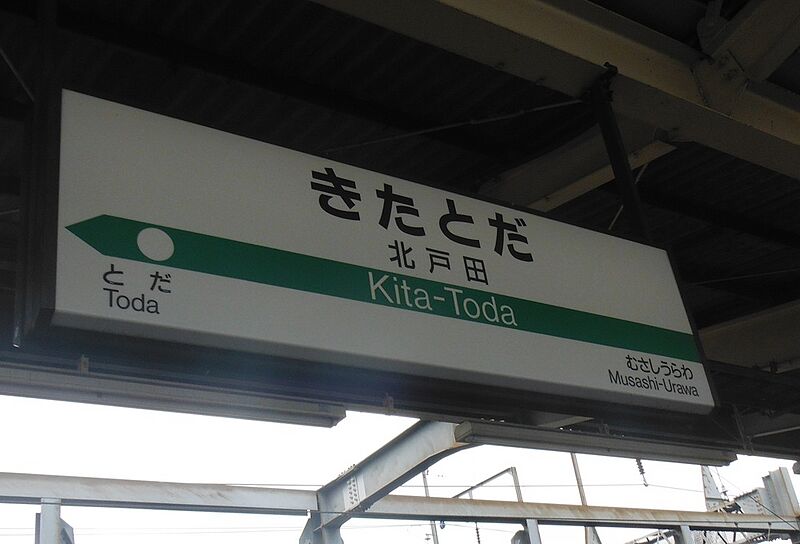 きたとだ
北戸田
Kita-Toda
とだ
Toda
むさしうらわ
Musashi-Urawa